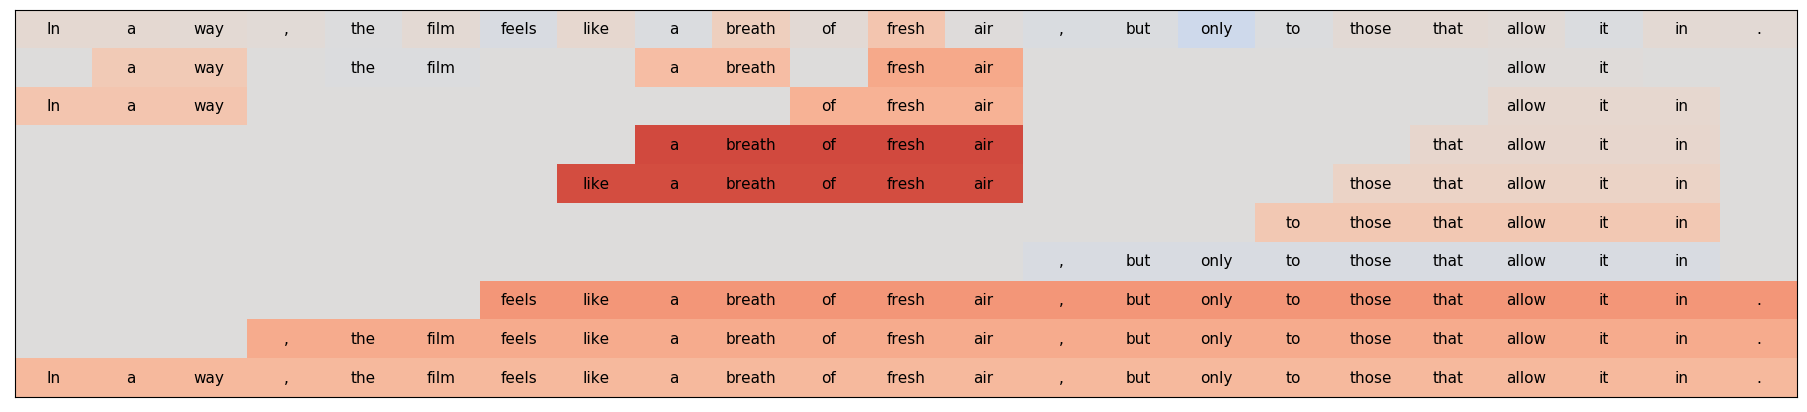 In a way , the film feels like a breath of fresh air , but only to those that allow it in .
a way the film a breath fresh air allow it
In a way of fresh air allow it in
a breath of fresh air that allow it in
like a breath of fresh air those that allow it in
to those that allow it in
, but only to those that allow it in
feels like a breath of fresh air , but only to those that allow it in .
, the film feels like a breath of fresh air , but only to those that allow it in .
In a way , the film feels like a breath of fresh air , but only to those that allow it in .